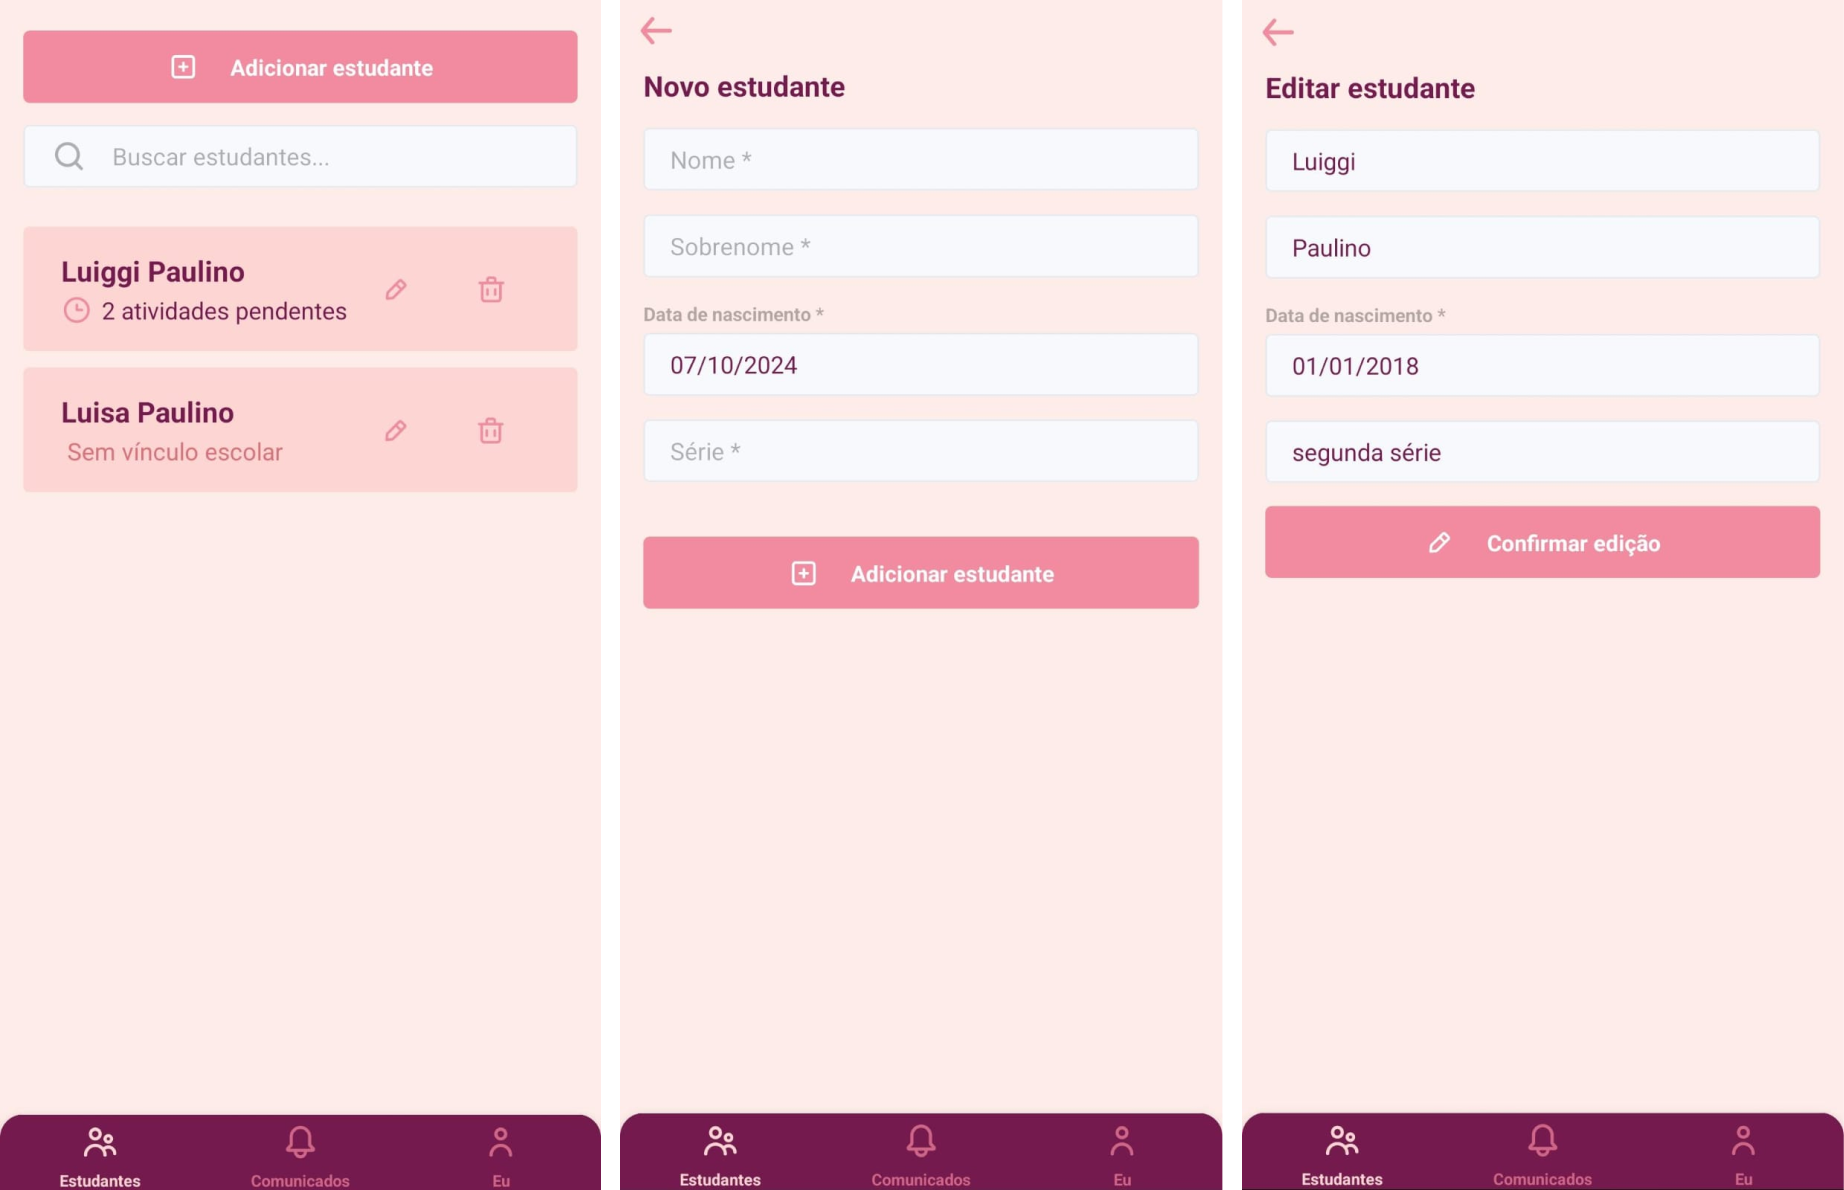 Adicionar estudante
Buscar estudantes...
Luiggi Paulino
2 atividades pendentes
Luisa Paulino
Sem vínculo escolar
Estudantes
Comunicados
Eu
Novo estudante
Nome *
Sobrenome *
Data de nascimento *
07/10/2024
Série *
Adicionar estudante
Estudantes
Comunicados
Eu
Editar estudante
Luiggi
Paulino
Data de nascimento *
01/01/2018
segunda série
Confirmar edição
Estudantes
Comunicados
Eu